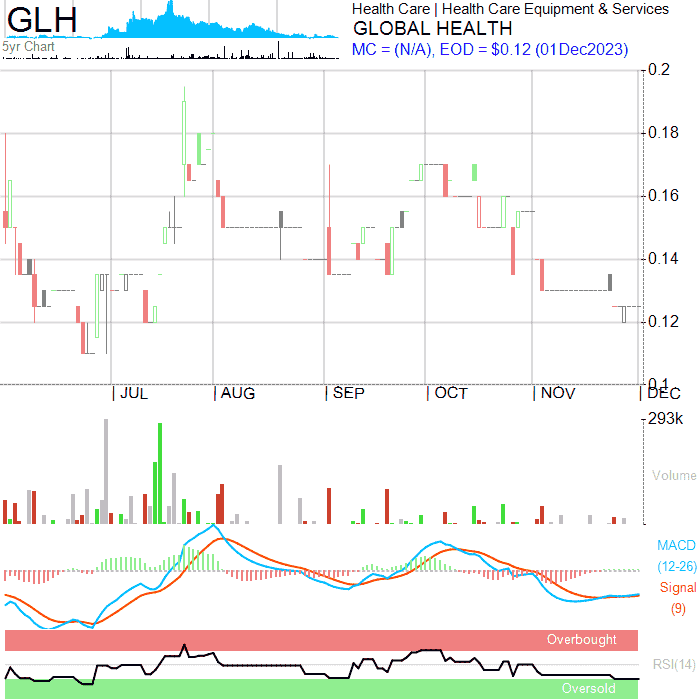 GLH
Health Care | Health Care Equipment & Services
GLOBAL HEALTH
5yr Chart
MC = (N/A), EOD = $0.12 (01Dec2023)
0.2
0.18
0.16
0.14
0.12
0.1
JUL AUG SEP OCT NOV DEC
293k
Volume
MACD
(12-26)
Signal
(9)
Overbought
RSI(14)
Oversold